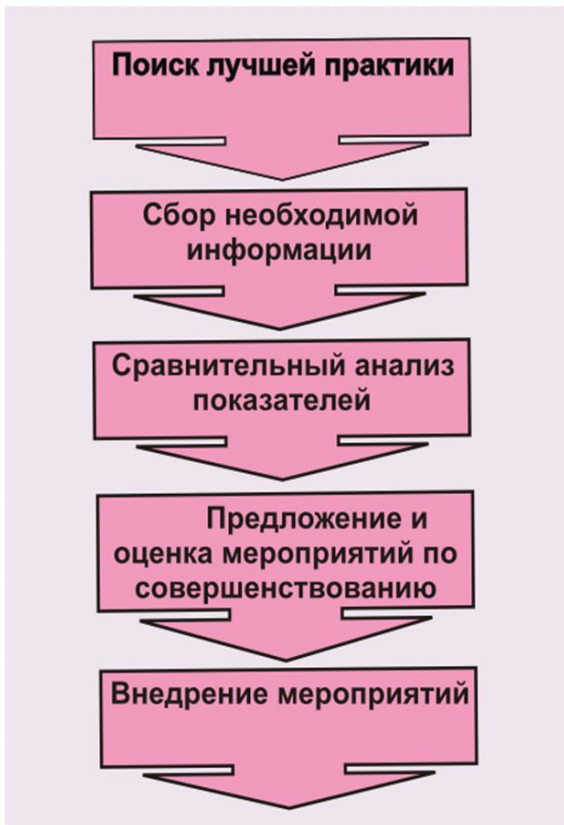 Поиск лучшей практики
Сбор необходимой
информации
Сравнительный анализ
показателей
Предложение и
оценка мероприятий по
совершенствованию
Внедрение мероприятий